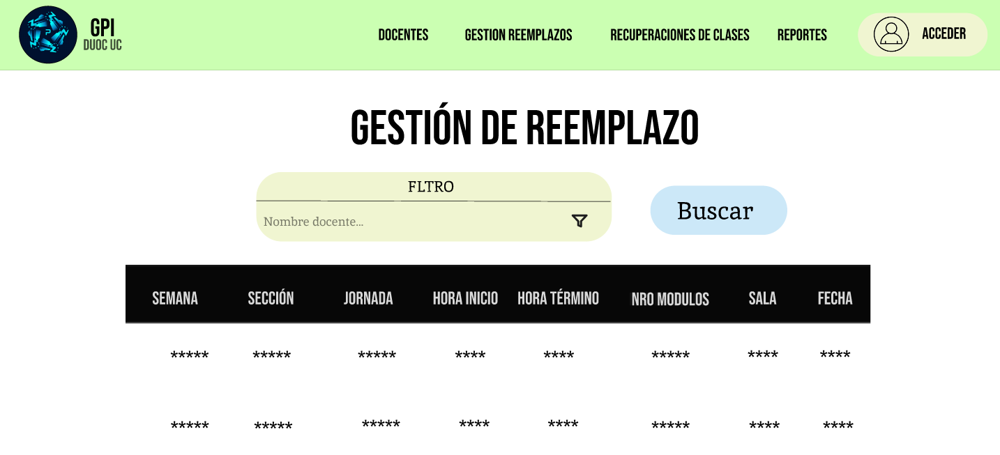 GPI
DUOC UC
DOCENTES GESTION REEMPLAZOS RECUPERACIONES DE CLASES REPORTES ACCEDER
GESTIÓN DE REEMPLAZO
FLTRO
Nombre docente...
Buscar
SEMANA SECCIÓN JORNADA HORA INICIO HORA TÉRMINO NRO MODULOS SALA FECHA
***** ***** ***** **** **** ***** **** ****
***** ***** ***** **** **** ***** **** ****